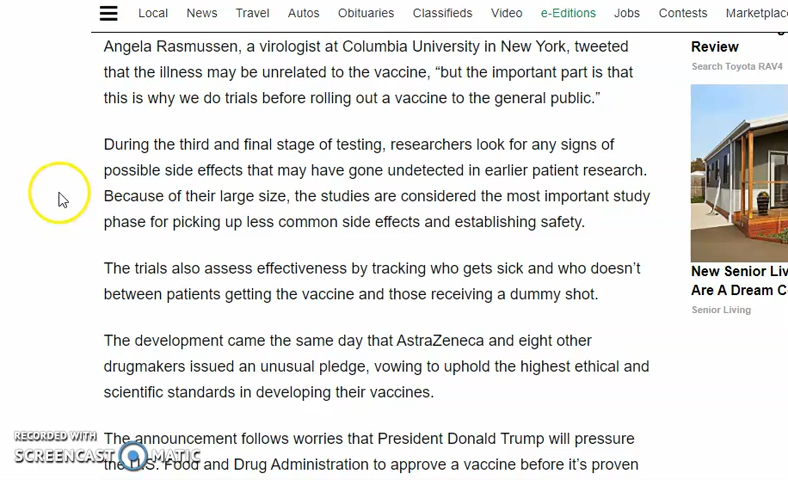 Local News Travel Autos Obituaries Classifieds Video e-Editions Jobs Contests Marketplace
Angela Rasmussen, a virologist at Columbia University in New York, tweeted
that the illness may be unrelated to the vaccine, “but the important part is that
this is why we do trials before rolling out a vaccine to the general public.”
During the third and final stage of testing, researchers look for any signs of
possible side effects that may have gone undetected in earlier patient research.
Because of their large size, the studies are considered the most important study
phase for picking up less common side effects and establishing safety.
The trials also assess effectiveness by tracking who gets sick and who doesn’t
between patients getting the vaccine and those receiving a dummy shot.
The development came the same day that AstraZeneca and eight other
drugmakers issued an unusual pledge, vowing to uphold the highest ethical and
scientific standards in developing their vaccines.
The announcement follows worries that President Donald Trump will pressure
the U.S. Food and Drug Administration to approve a vaccine before it’s proven
Review
Search Toyota RAV4
New Senior Liv
Are A Dream C
Senior Living
RECORDED WITH
SCREENCAST MATIC